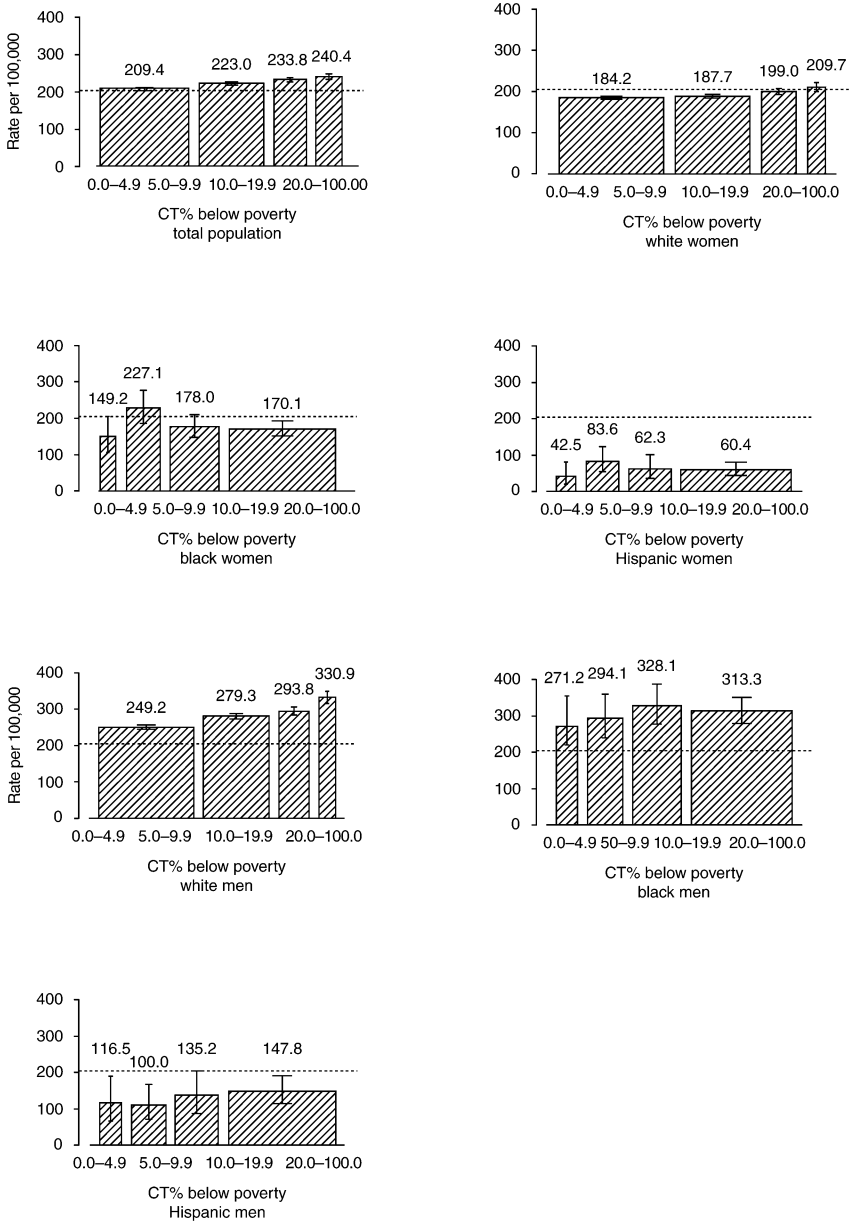 400
300
200
100
0
Rate per 100,000
209.4
223.0
233.8
240.4
0.0–4.9 5.0–9.9 10.0–19.9 20.0–100.00
CT% below poverty
total population
400
300
200
100
0
184.2
187.7
199.0
209.7
0.0–4.9 5.0–9.9 10.0–19.9 20.0–100.0
CT% below poverty
white women
400
300
200
100
0
149.2
227.1
178.0
170.1
0.0–4.9 5.0–9.9 10.0–19.9 20.0–100.0
CT% below poverty
black women
400
300
200
100
0
42.5
83.6
62.3
60.4
0.0–4.9 5.0–9.9 10.0–19.9 20.0–100.0
CT% below poverty
Hispanic women
400
300
200
100
0
Rate per 100,000
249.2
279.3
293.8
330.9
0.0–4.9 5.0–9.9 10.0–19.9 20.0–100.0
CT% below poverty
white men
400
300
200
100
0
271.2
294.1
328.1
313.3
0.0–4.9 50–9.9 10.0–19.9 20.0–100.0
CT% below poverty
black men
400
300
200
100
0
116.5
100.0
135.2
147.8
0.0–4.9 5.0–9.9 10.0–19.9 20.0–100.0
CT% below poverty
Hispanic men